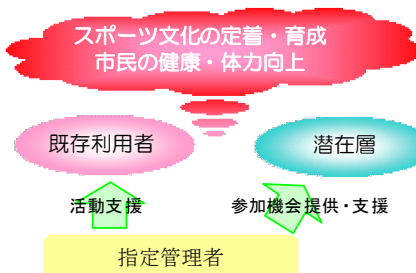 スポーツ文化の定着・育成
市民の健康・体力向上
既存利用者
潜在層
活動支援
参加機会提供・支援
指定管理者